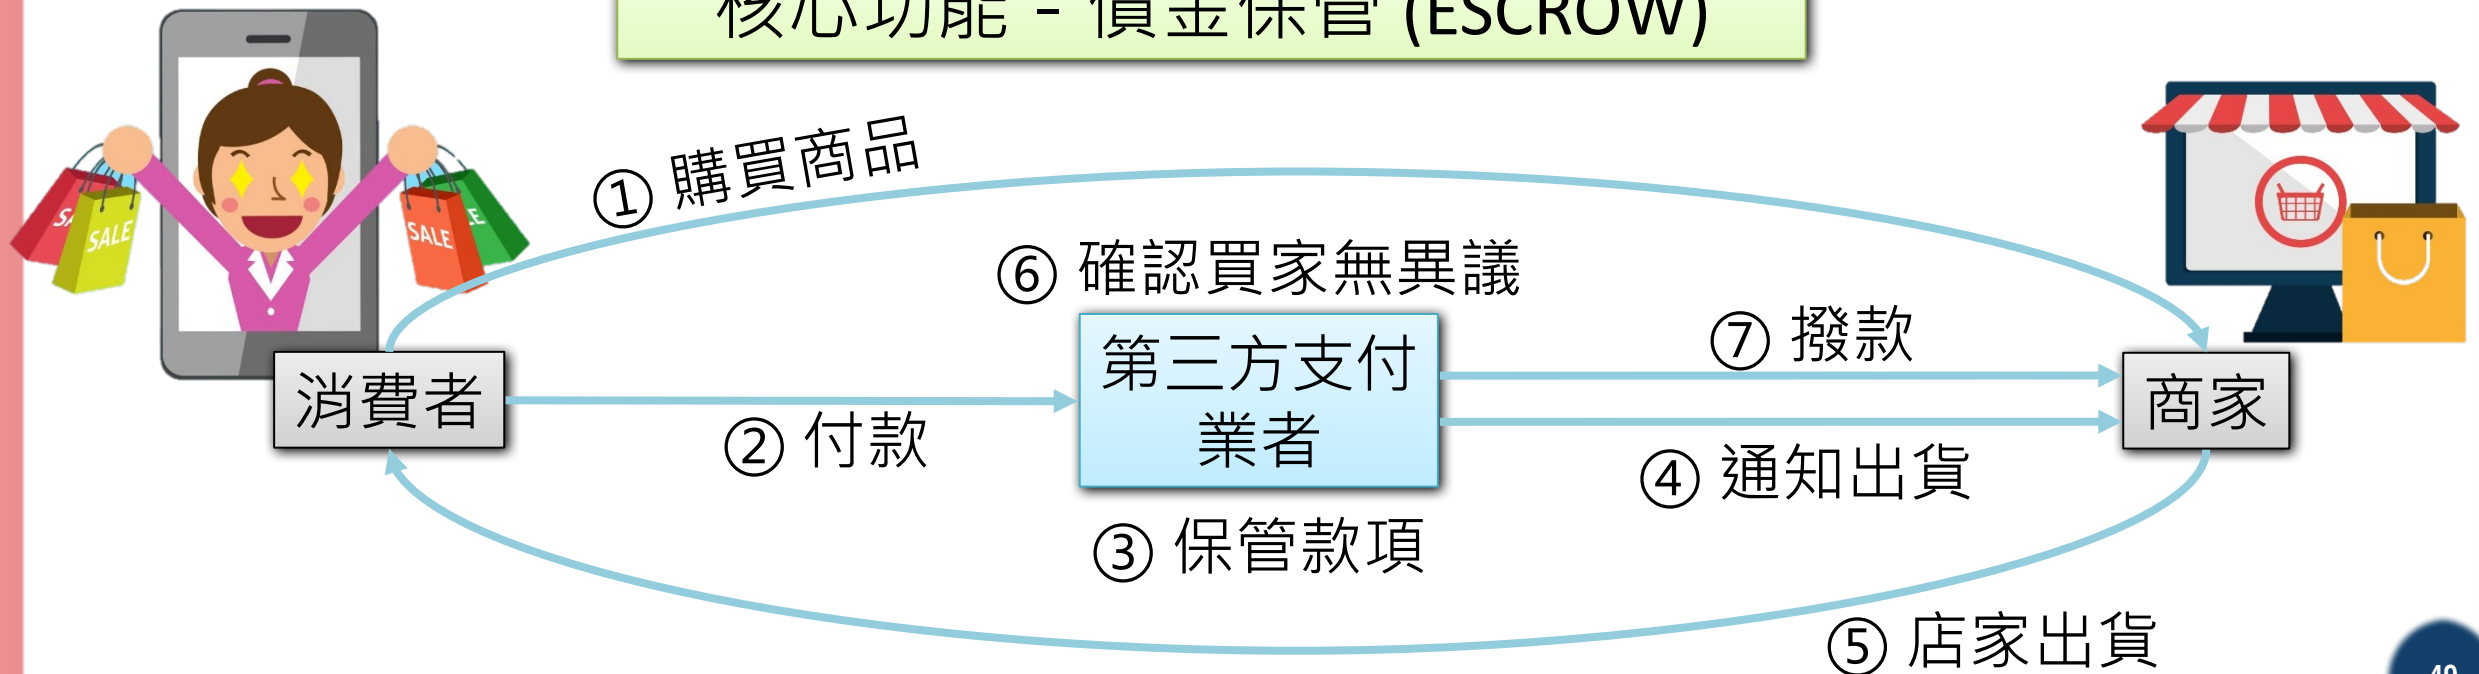 核心功能 - 價金保管 (ESCROW)
① 購買商品
SALE
SALE
⑥ 確認買家無異議
第三方支付
業者
⑦ 撥款
消費者
商家
② 付款
④ 通知出貨
③ 保管款項
⑤ 店家出貨